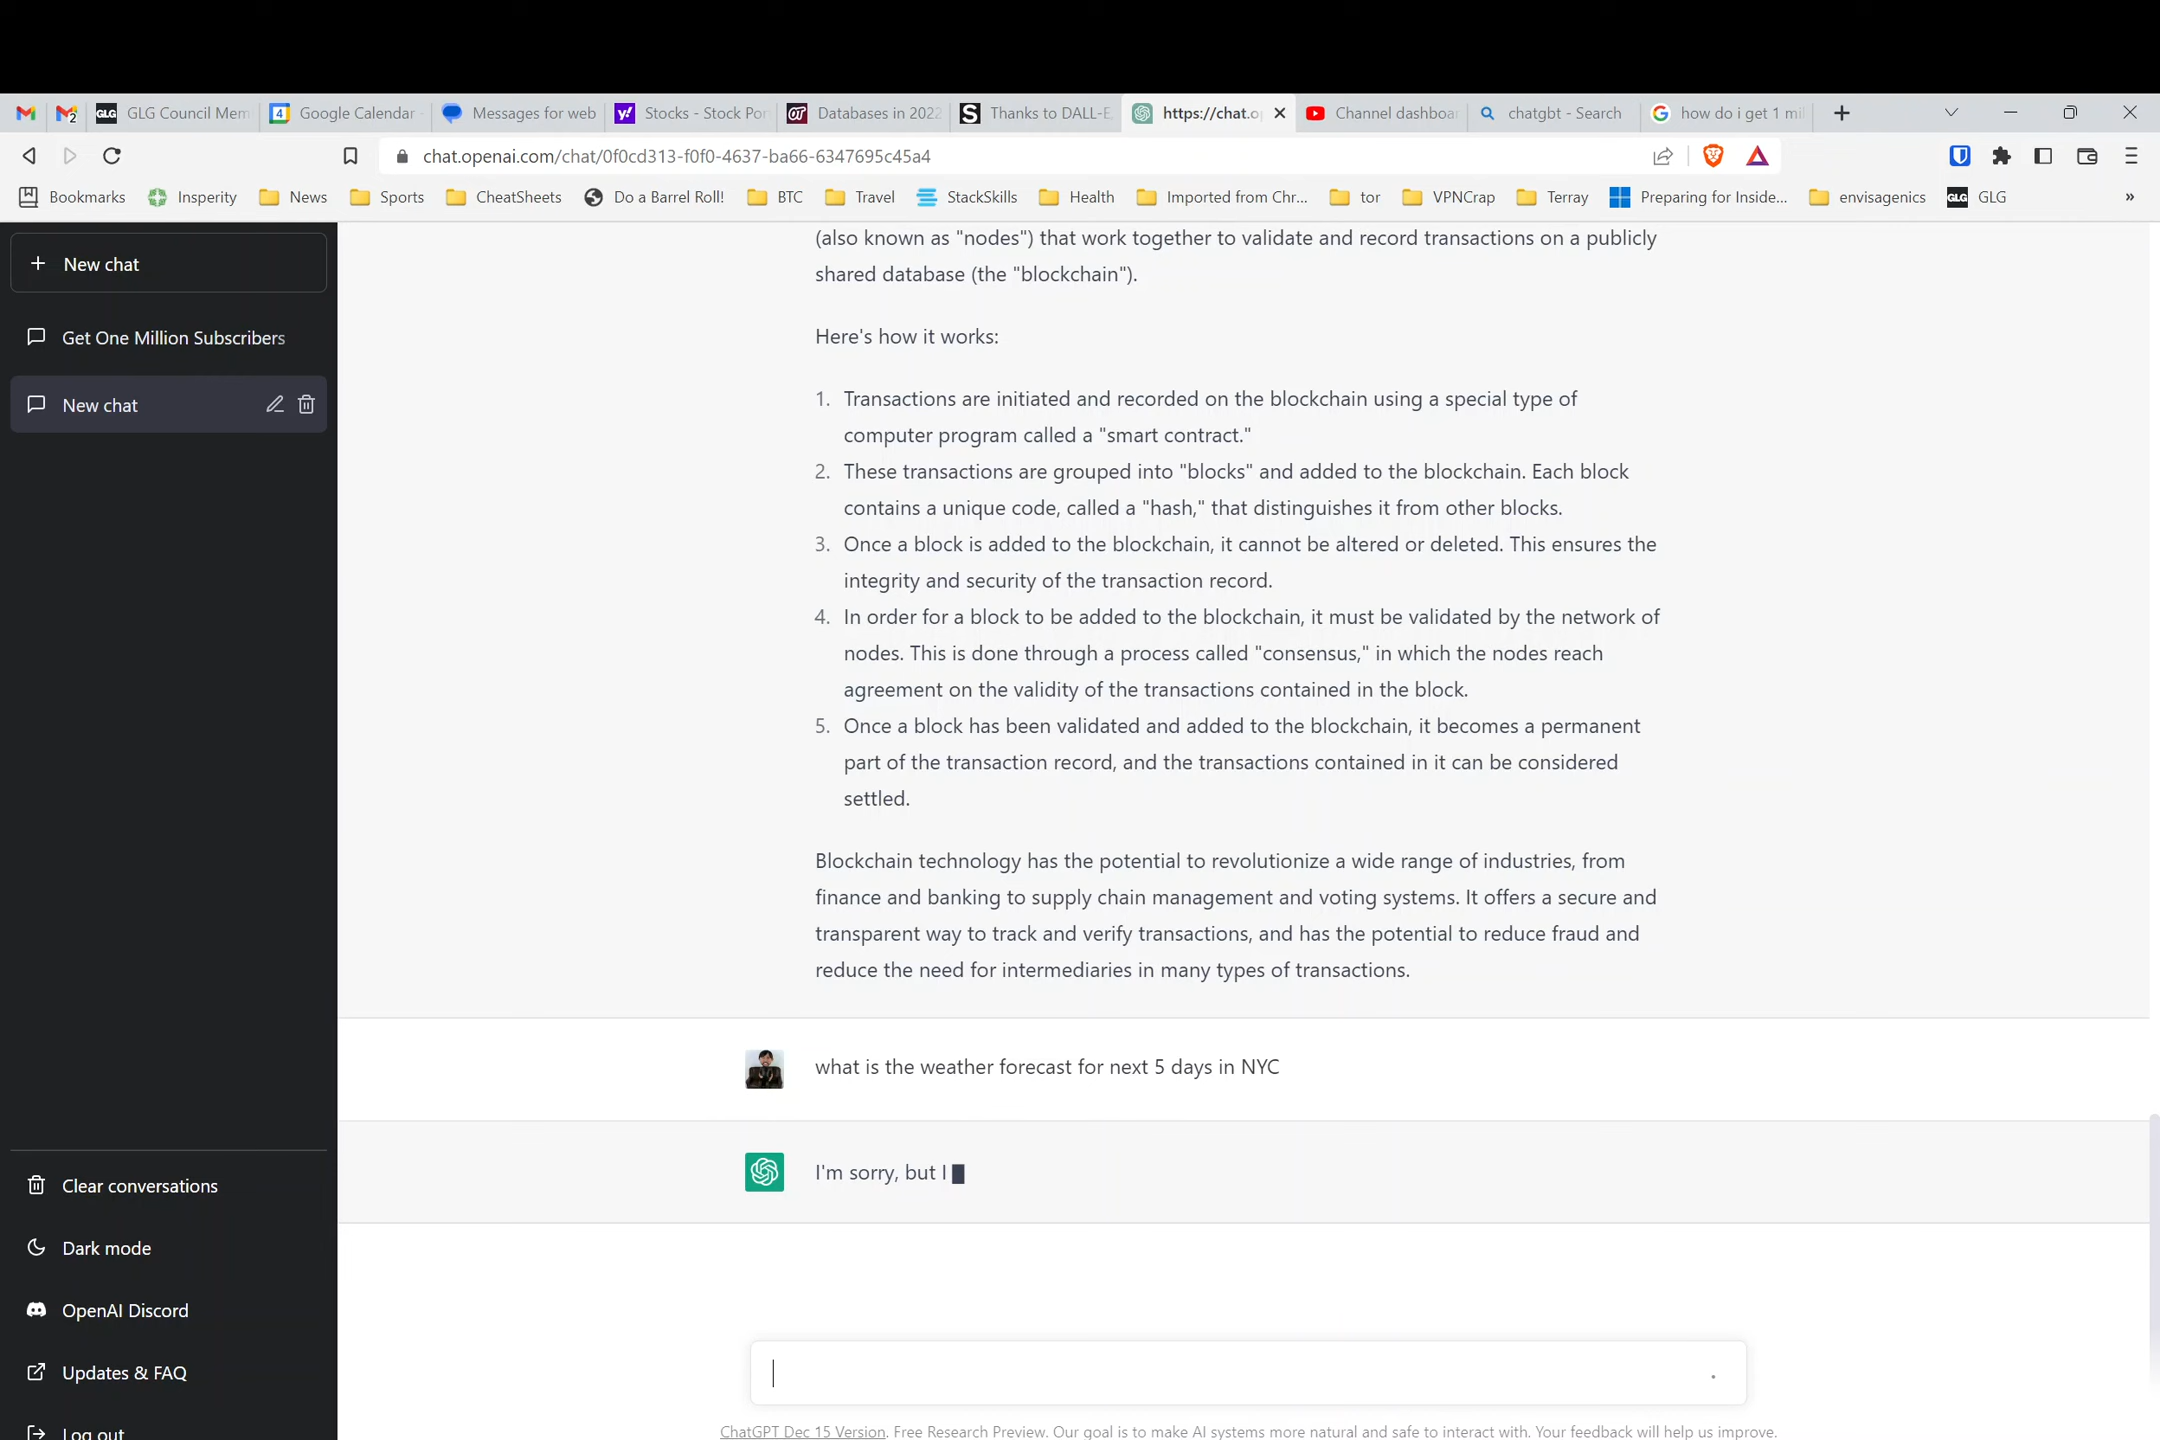 2
GLG
GLG Council Mem
4
Google Calendar -
Messages for web
y!
Stocks - Stock Por
OT
Databases in 2022
S
Thanks to DALL-E
https://chat.o
Channel dashboa
chatgbt - Search
G
how do i get 1 mil
chat.openai.com/chat/0f0cd313-f0f0-4637-ba66-6347695c45a4
Bookmarks
Insperity
News
Sports
CheatSheets
Do a Barrel Roll!
BTC
Travel
StackSkills
Health
Imported from Chr...
tor
VPNCrap
Terray
Preparing for Inside...
envisagenics
GLG
GLG
»
+ New chat
Get One Million Subscribers
New chat
(also known as "nodes") that work together to validate and record transactions on a publicly
shared database (the "blockchain").
Here's how it works:
1. Transactions are initiated and recorded on the blockchain using a special type of
computer program called a "smart contract."
2. These transactions are grouped into "blocks" and added to the blockchain. Each block
contains a unique code, called a "hash," that distinguishes it from other blocks.
3. Once a block is added to the blockchain, it cannot be altered or deleted. This ensures the
integrity and security of the transaction record.
4. In order for a block to be added to the blockchain, it must be validated by the network of
nodes. This is done through a process called "consensus," in which the nodes reach
agreement on the validity of the transactions contained in the block.
5. Once a block has been validated and added to the blockchain, it becomes a permanent
part of the transaction record, and the transactions contained in it can be considered
settled.
Blockchain technology has the potential to revolutionize a wide range of industries, from
finance and banking to supply chain management and voting systems. It offers a secure and
transparent way to track and verify transactions, and has the potential to reduce fraud and
reduce the need for intermediaries in many types of transactions.
what is the weather forecast for next 5 days in NYC
I'm sorry, but I
Clear conversations
Dark mode
OpenAI Discord
Updates & FAQ
Log out
.
ChatGPT Dec 15 Version. Free Research Preview. Our goal is to make AI systems more natural and safe to interact with. Your feedback will help us improve.